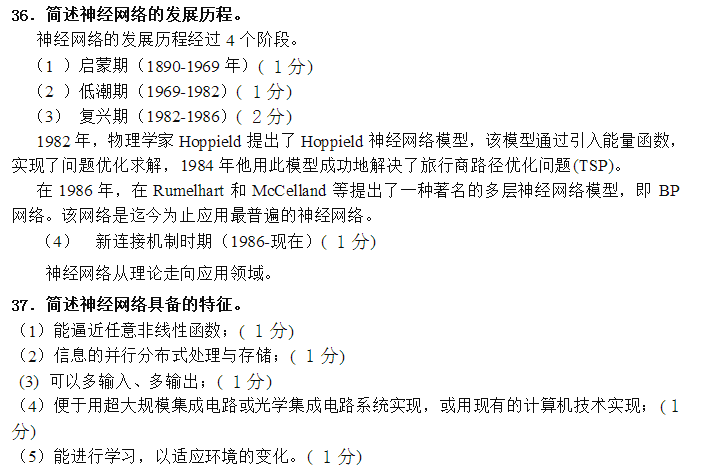 36．简述神经网络的发展历程。
神经网络的发展历程经过 4 个阶段。
（1 ）启蒙期（1890-1969 年）( 1 分)
（2 ）低潮期（1969-1982）( 1 分)
（3） 复兴期（1982-1986）( 2 分)
1982 年，物理学家 Hoppield 提出了 Hoppield 神经网络模型，该模型通过引入能量函数，
实现了问题优化求解，1984 年他用此模型成功地解决了旅行商路径优化问题(TSP)。
在 1986 年，在 Rumelhart 和 McCelland 等提出了一种著名的多层神经网络模型，即 BP
网络。该网络是迄今为止应用最普遍的神经网络。
（4） 新连接机制时期（1986-现在）( 1 分)
神经网络从理论走向应用领域。
37．简述神经网络具备的特征。
（1）能逼近任意非线性函数；( 1 分)
（2）信息的并行分布式处理与存储；( 1 分)
(3) 可以多输入、多输出；( 1 分)
（4）便于用超大规模集成电路或光学集成电路系统实现，或用现有的计算机技术实现；( 1
分)
（5）能进行学习，以适应环境的变化。( 1 分)